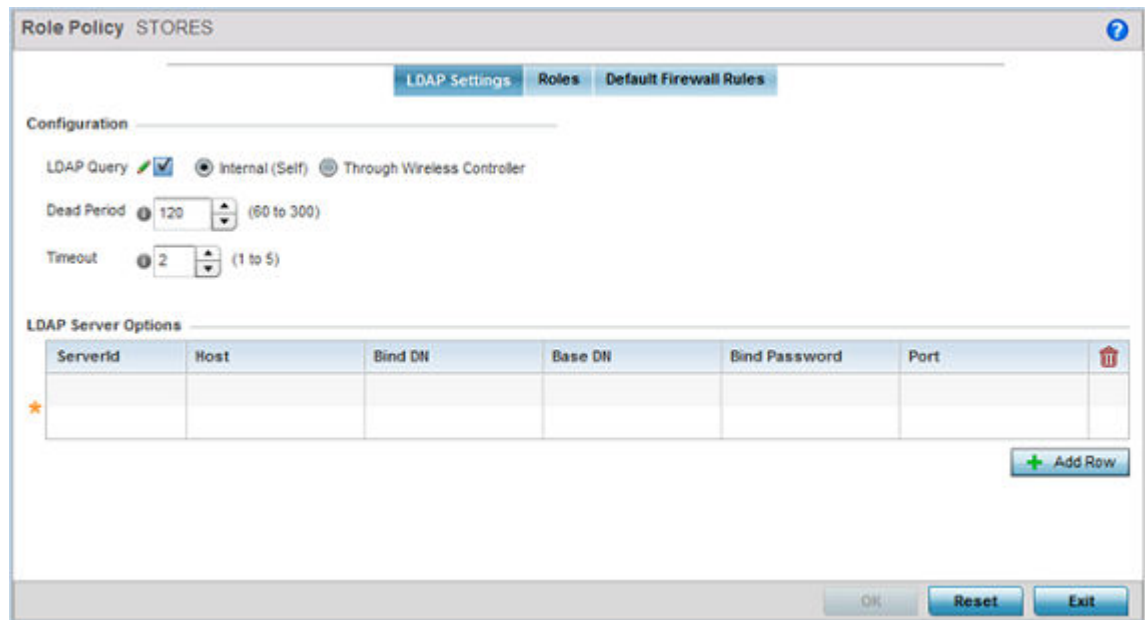 Role Policy STORES
?
LDAP Settings Roles Default Firewall Rules
Configuration
LDAP Query Internal (Self) Through Wireless Controller
Dead Period 120 (60 to 300)
Timeout 2 (1 to 5)
LDAP Server Options
ServerId Host Bind DN Base DN Bind Password Port
Add Row
OK Reset Exit